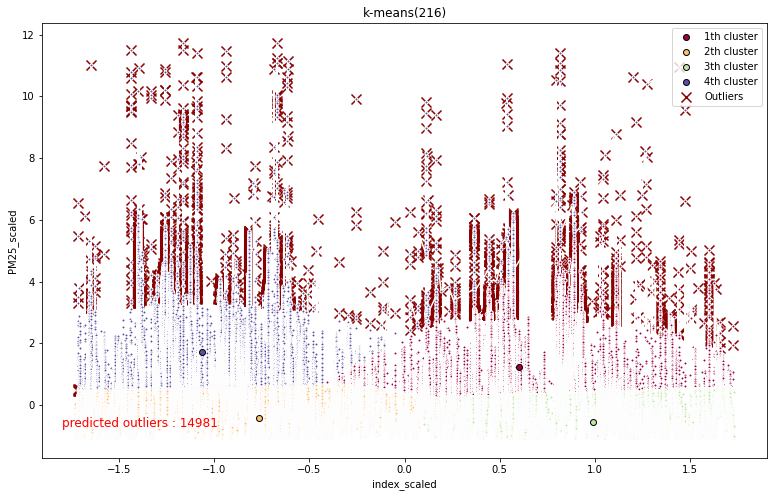 k-means(216)
1th cluster
2th cluster
3th cluster
4th cluster
Outliers
12
10
8
6
4
2
0
PM25_scaled
predicted outliers : 14981
−1.5 −1.0 −0.5 0.0 0.5 1.0 1.5
index_scaled